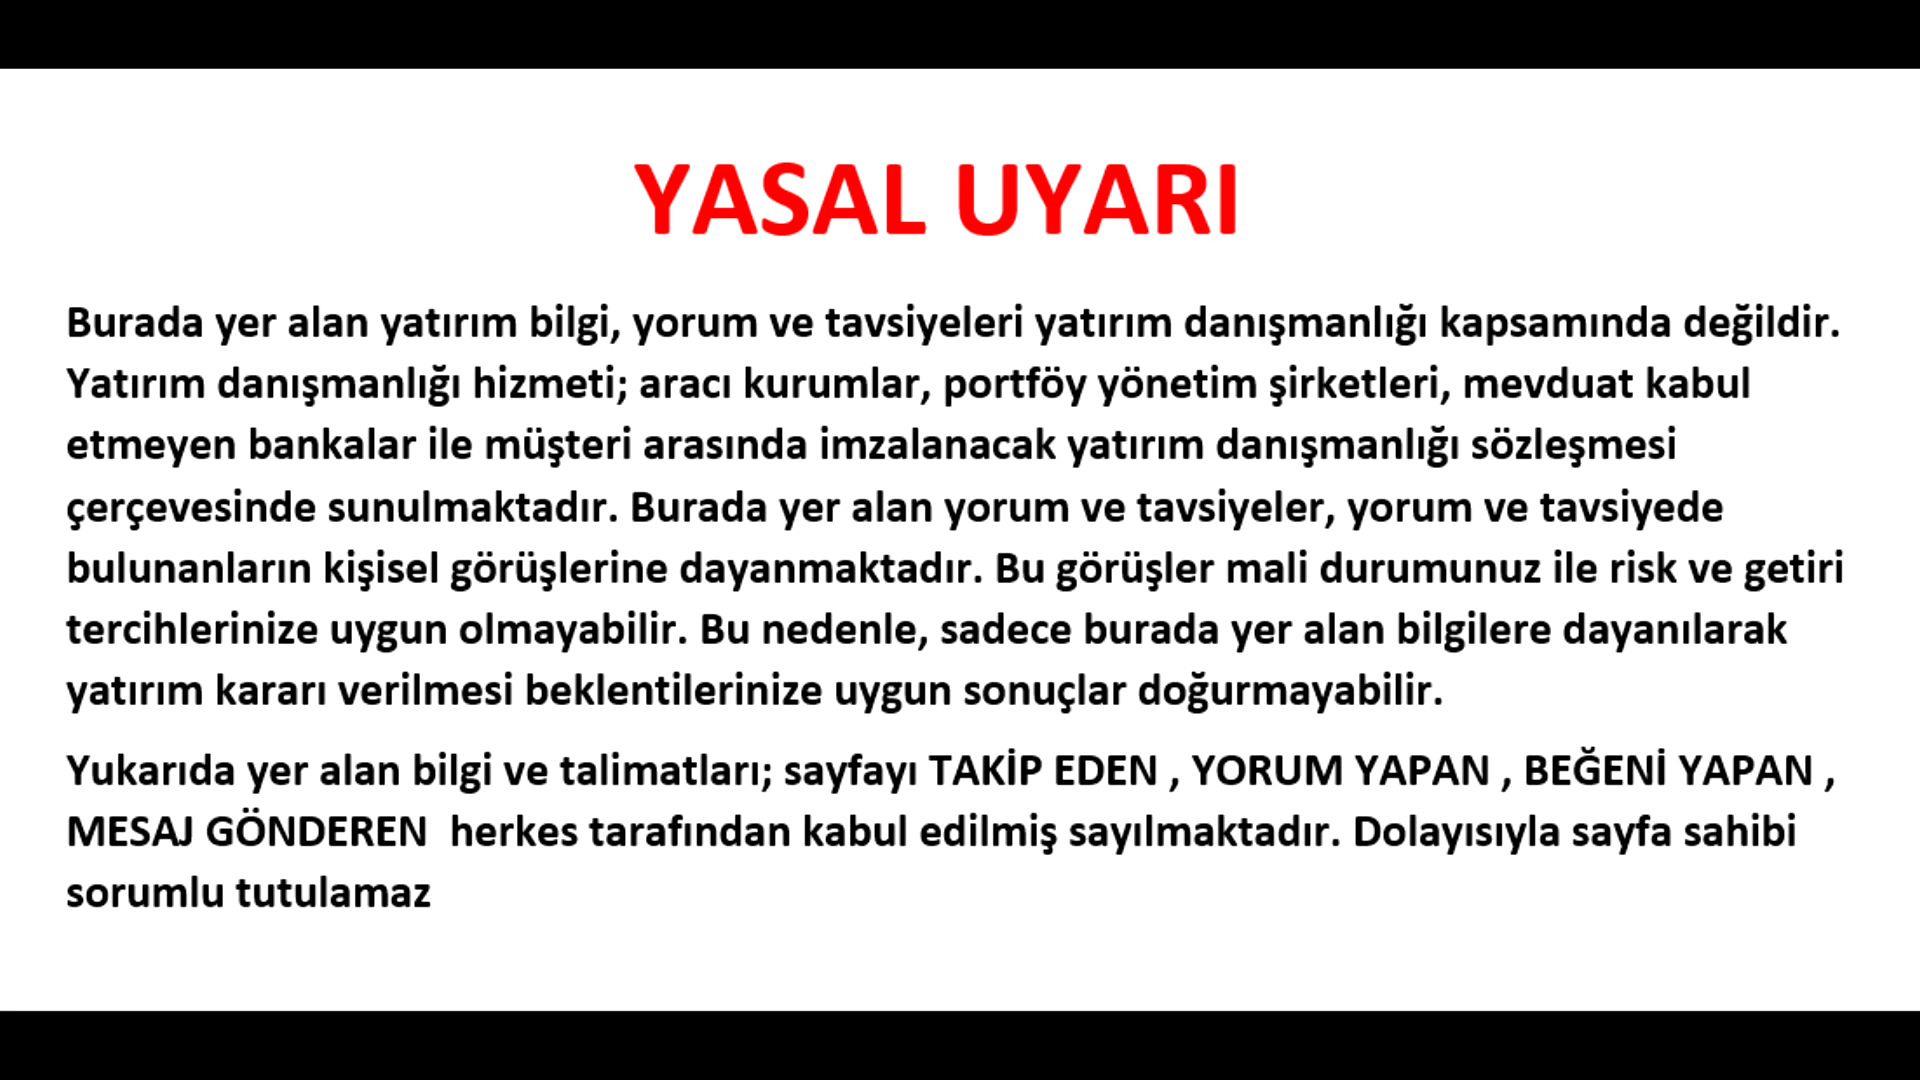 YASAL UYARI
Burada yer alan yatırım bilgi, yorum ve tavsiyeleri yatırım danışmanlığı kapsamında değildir.
Yatırım danışmanlığı hizmeti; aracı kurumlar, portföy yönetim şirketleri, mevduat kabul
etmeyen bankalar ile müşteri arasında imzalanacak yatırım danışmanlığı sözleşmesi
çerçevesinde sunulmaktadır. Burada yer alan yorum ve tavsiyeler, yorum ve tavsiyede
bulunanların kişisel görüşlerine dayanmaktadır. Bu görüşler mali durumunuz ile risk ve getiri
tercihlerinize uygun olmayabilir. Bu nedenle, sadece burada yer alan bilgilere dayanılarak
yatırım kararı verilmesi beklentilerinize uygun sonuçlar doğurmayabilir.
Yukarıda yer alan bilgi ve talimatları; sayfayı TAKİP EDEN , YORUM YAPAN , BEĞENİ YAPAN ,
MESAJ GÖNDEREN  herkes tarafından kabul edilmiş sayılmaktadır. Dolayısıyla sayfa sahibi
sorumlu tutulamaz